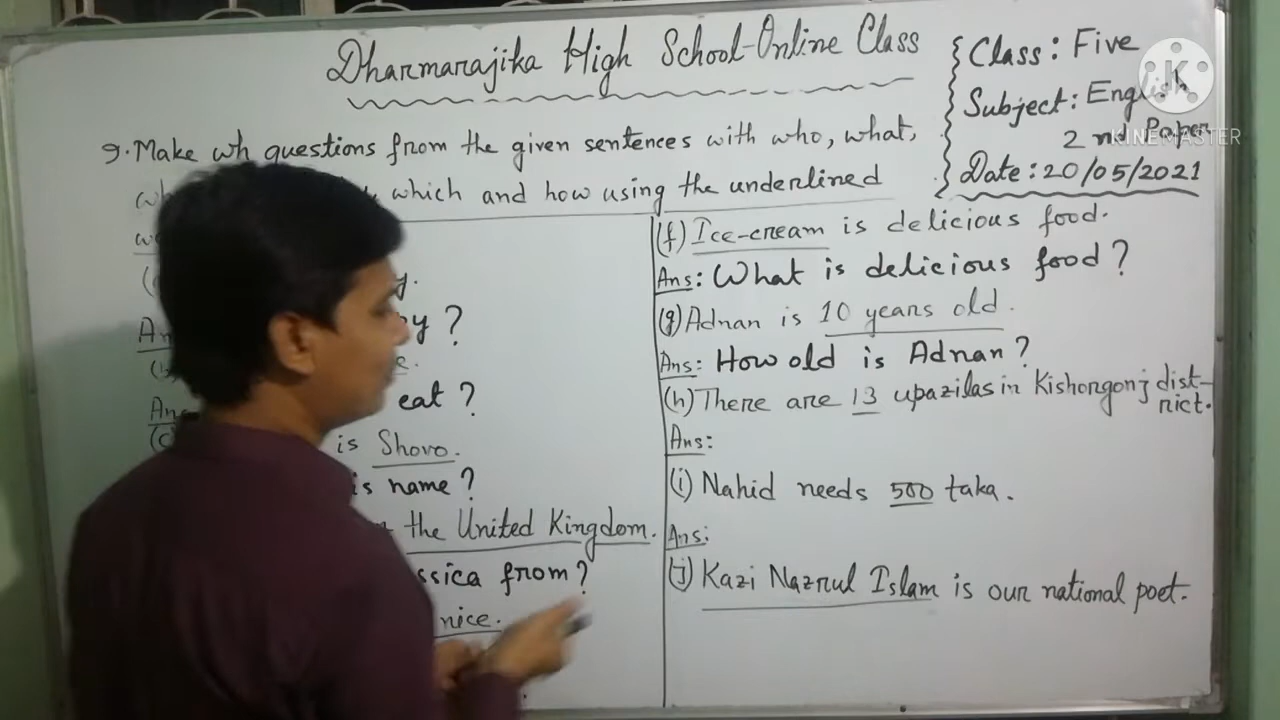 Dharmarajika High School-Online Class
Class: Five
Subject: English
2nd Paper
Date: 20/05/2021
KINEMASTER
9. Make wh questions from the given sentences with who, what,
which and how using the underlined
(f) Ice-cream is delicious food.
Ans: What is delicious food?
(g) Adnan is 10 years old.
Ans: How old is Adnan?
(h) There are 13 upazilas in Kishorgonj dist-
rict.
Ans:
(i) Nahid needs 500 taka.
Ans:
(j) Kazi Nazrul Islam is our national poet.
?
eat?
is Shovo.
name?
the United Kingdom.
from?
nice.